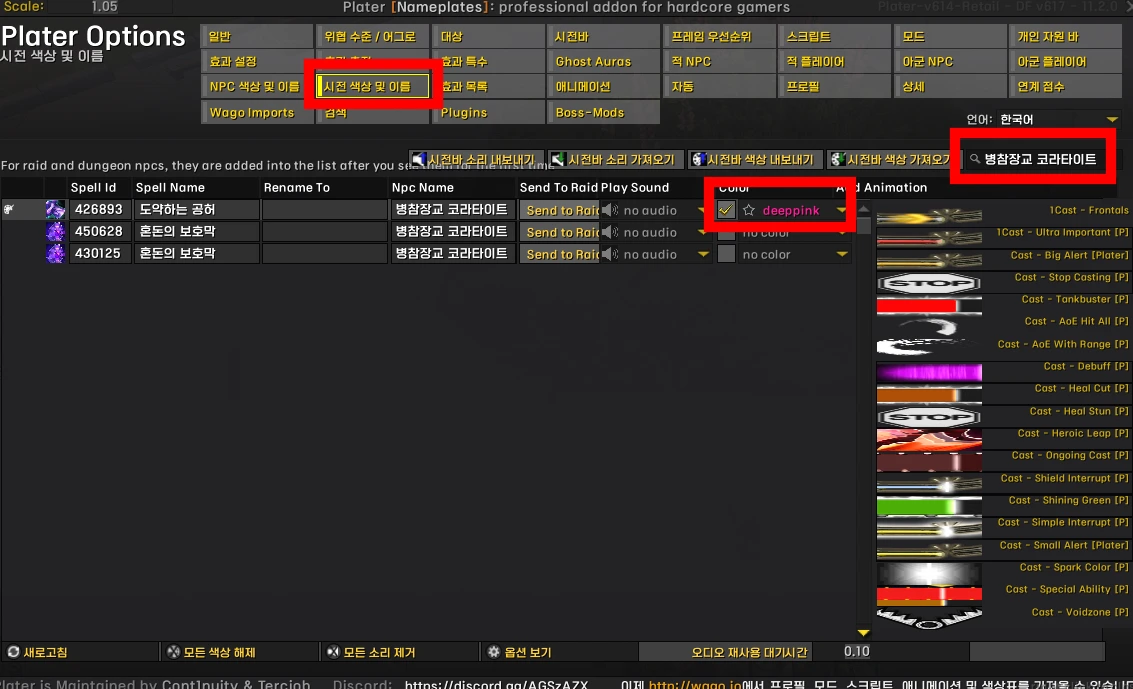 Scale:
1.05
Plater [Nameplates]: professional addon for hardcore gamers
Plater-v614-Retail - DF v617 - 11.2.0
Plater Options
시전 색상 및 이름
일반 위협 수준 / 어그로 대상 시전바 프레임 우선순위 스크립트 모드 개인 자원 바
효과 설정 효과 특수 Ghost Auras 적 NPC 적 플레이어 아군 NPC 아군 플레이어
NPC 색상 및 이름 시전 색상 및 이름 효과 목록 애니메이션 자동 프로필 상세 연계 점수
Wago Imports 검색 Plugins Boss-Mods
언어: 한국어
For raid and dungeon npcs, they are added into the list after you see them for the first time
시전바 소리 내보내기 시전바 소리 가져오기 시전바 색상 내보내기 시전바 색상 가져오기 병참장교 코라타이트
Spell Id Spell Name Rename To Npc Name Send To Raid Play Sound Color Add Animation
426893 도약하는 공허 병참장교 코라타이트 Send to Raid no audio deeppink
450628 혼돈의 보호막 병참장교 코라타이트 Send to Raid no audio no color
430125 혼돈의 보호막 병참장교 코라타이트 Send to Raid no audio no color
1Cast - Frontals
1Cast - Ultra Important [P]
Cast - Big Alert [Plater]
STOP Cast - Stop Casting [P]
Cast - Tankbuster [P]
Cast - AoE Hit All [P]
Cast - AoE With Range [P]
Cast - Debuff [P]
Cast - Heal Cut [P]
STOP Cast - Heal Stun [P]
Cast - Heroic Leap [P]
Cast - Ongoing Cast [P]
Cast - Shield Interrupt [P]
Cast - Shining Green [P]
Cast - Simple Interrupt [P]
Cast - Small Alert [Plater]
Cast - Spark Color [P]
Cast - Special Ability [P]
Cast - Voidzone [P]
새로고침 모든 색상 해제 모든 소리 제거 옵션 보기 오디오 재사용 대기시간 0.10
Plater is Maintained by Cont1nuity & Terciob Discord: https://discord.gg/AGSzAZX 이제 http://wago.io에서 프로필, 모드, 스크립트, 애니메이션 및 색상표를 가져올 수 있습니다